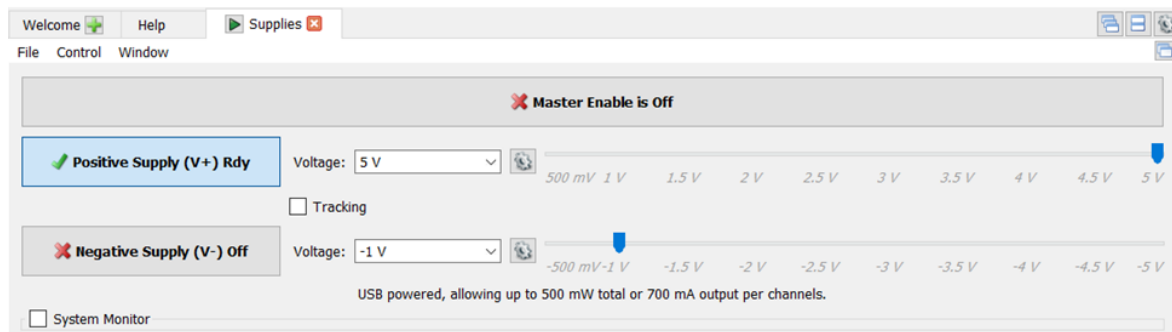 Welcome Help Supplies
File Control Window
Master Enable is Off
Positive Supply (V+) Rdy Voltage: 5 V
500 mV 1 V 1.5 V 2 V 2.5 V 3 V 3.5 V 4 V 4.5 V 5 V
Tracking
Negative Supply (V-) Off Voltage: -1 V
-500 mV -1 V -1.5 V -2 V -2.5 V -3 V -3.5 V -4 V -4.5 V -5 V
USB powered, allowing up to 500 mW total or 700 mA output per channels.
System Monitor